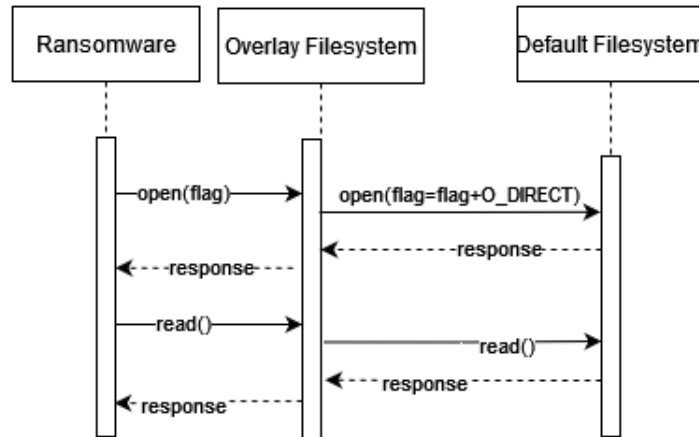 Ransomware
Overlay Filesystem
Default Filesystem
open(flag)
open(flag=flag+O_DIRECT)
response
response
read()
read()
response
response